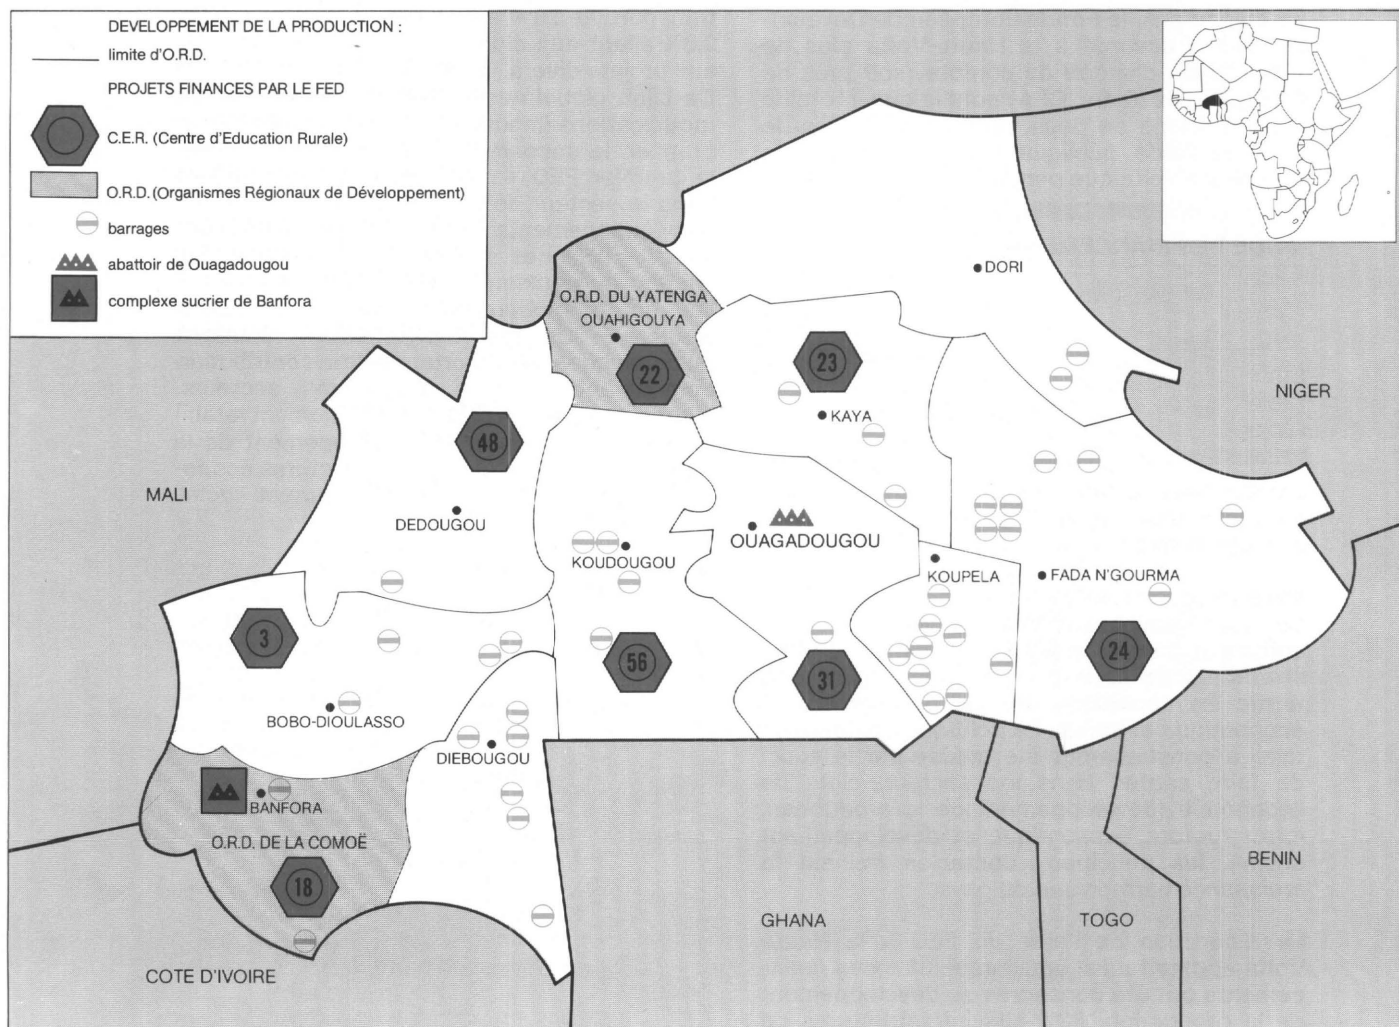 DEVELOPPEMENT DE LA PRODUCTION :
limite d'O.R.D.
PROJETS FINANCES PAR LE FED
C.E.R. (Centre d'Education Rurale)
O.R.D. (Organismes Régionaux de Développement)
barrages
abattoir de Ouagadougou
complexe sucrier de Banfora
DORI
O.R.D. DU YATENGA
OUAHIGOUYA
22
23
KAYA
NIGER
48
MALI
DEDOUGOU
KOUDOUGOU
OUAGADOUGOU
KOUPELA
FADA N'GOURMA
3
56
31
24
BOBO-DIOULASSO
DIEBOUGOU
BANFORA
O.R.D. DE LA COMOË
18
COTE D'IVOIRE
GHANA
TOGO
BENIN